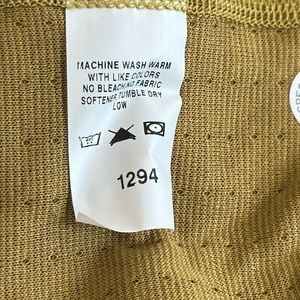 MACHINE WASH WARM
WITH LIKE COLORS
NO BLEACH,NO FABRIC
SOFTENER,TUMBLE DRY
LOW
1294